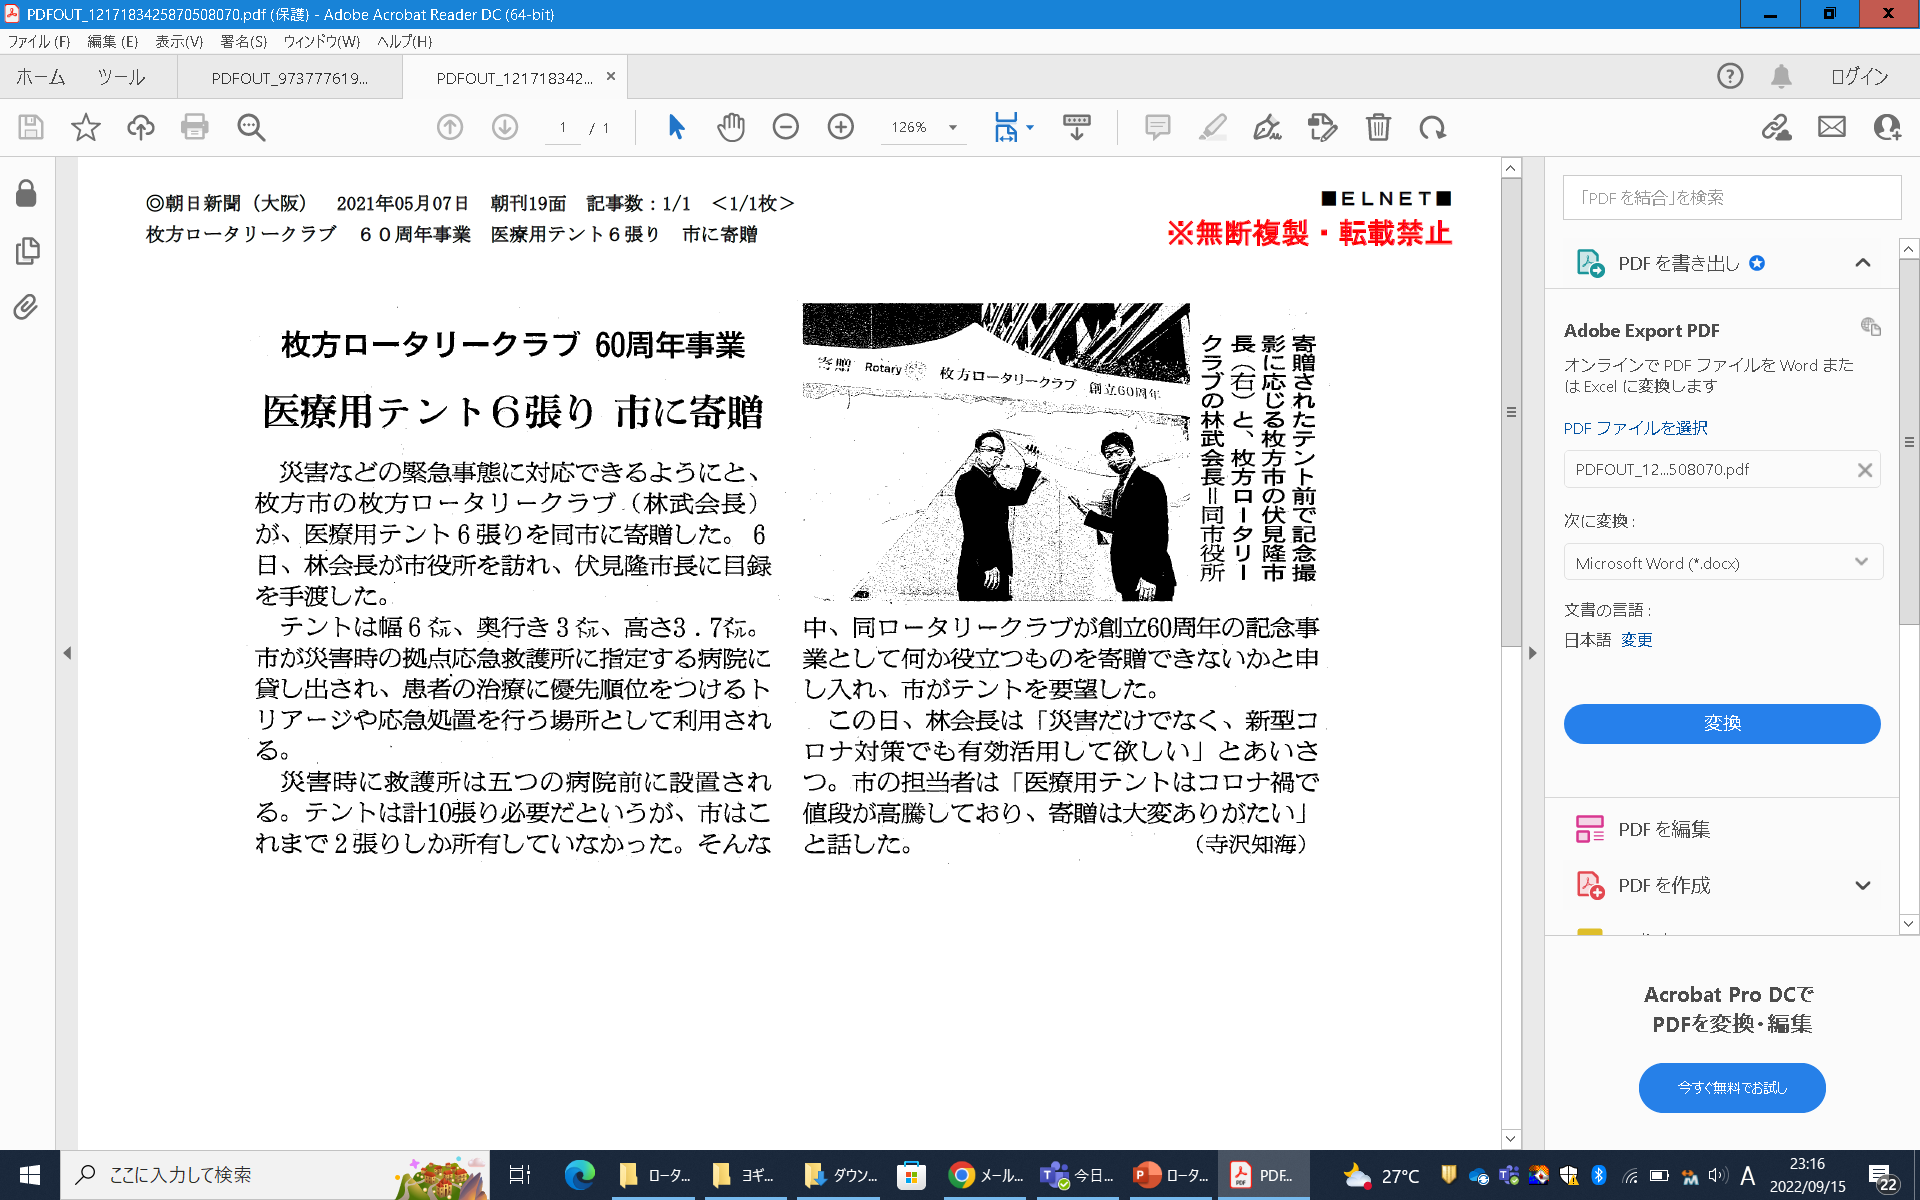 PDFOUT_1217183425870508070.pdf (保護) - Adobe Acrobat Reader DC (64-bit)
ファイル (F) 編集 (E) 表示(V) 署名(S) ウィンドウ(W) ヘルプ(H)
ホーム ツール PDFOUT_973777619... PDFOUT_121718342... × ログイン
1 / 1 126%
◎朝日新聞（大阪） 2021年05月07日 朝刊19面 記事数：1/1 ＜1/1枚＞
枚方ロータリークラブ ６０周年事業 医療用テント６張り 市に寄贈
■ELNET■
※無断複製・転載禁止
枚方ロータリークラブ 60周年事業
医療用テント６張り 市に寄贈
災害などの緊急事態に対応できるようにと、
枚方市の枚方ロータリークラブ（林武会長）
が、医療用テント６張りを同市に寄贈した。６
日、林会長が市役所を訪れ、伏見隆市長に目録
を手渡した。
テントは幅６㍍、奥行き３㍍、高さ3．7㍍。
市が災害時の拠点応急救護所に指定する病院に
貸し出され、患者の治療に優先順位をつけるト
リアージや応急処置を行う場所として利用され
る。
災害時に救護所は五つの病院前に設置され
る。テントは計10張り必要だというが、市はこ
れまで２張りしか所有していなかった。そんな
寄贈 Rotary 枚方ロータリークラブ 創立60周年
寄贈されたテント前で記念撮
影に応じる枚方市の伏見隆市
長（右）と、枚方ロータリー
クラブの林武会長＝同市役所
中、同ロータリークラブが創立60周年の記念事
業として何か役立つものを寄贈できないかと申
し入れ、市がテントを要望した。
この日、林会長は「災害だけでなく、新型コ
ロナ対策でも有効活用して欲しい」とあいさ
つ。市の担当者は「医療用テントはコロナ禍で
値段が高騰しており、寄贈は大変ありがたい」
と話した。 （寺沢知海）
「PDF を結合」を検索
PDF を書き出し
Adobe Export PDF
オンラインで PDF ファイルを Word また
は Excel に変換します
PDF ファイルを選択
PDFOUT_12...508070.pdf
次に変換 :
Microsoft Word (*.docx)
文書の言語 :
日本語 変更
変換
PDF を編集
PDF を作成
Acrobat Pro DCで
PDFを変換・編集
今すぐ無料でお試し
ここに入力して検索 ロータ... ヨギ... ダウン... メール... 今日... ロータ... PDF... 27°C A 23:16
2022/09/15 22